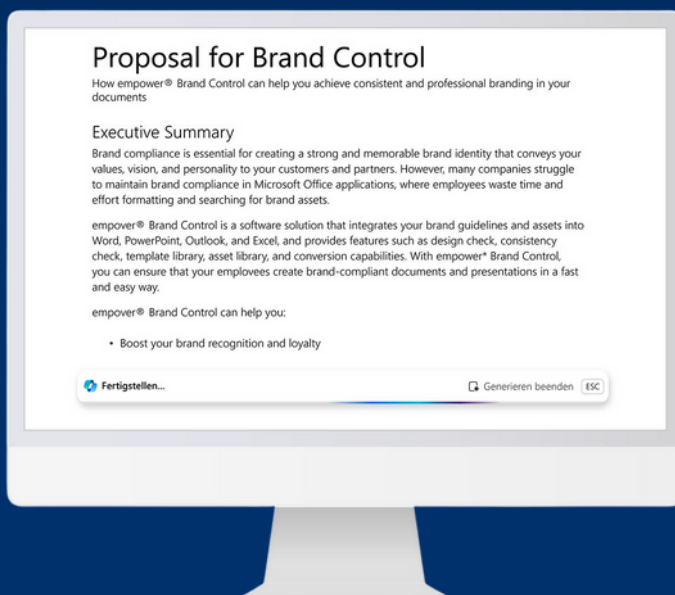 Proposal for Brand Control
How empower® Brand Control can help you achieve consistent and professional branding in your
documents
Executive Summary
Brand compliance is essential for creating a strong and memorable brand identity that conveys your
values, vision, and personality to your customers and partners. However, many companies struggle
to maintain brand compliance in Microsoft Office applications, where employees waste time and
effort formatting and searching for brand assets.
empover® Brand Control is a software solution that integrates your brand guidelines and assets into
Word, PowerPoint, Outlook, and Excel, and provides features such as design check, consistency
check, template library, asset library, and conversion capabilities. With empower* Brand Control,
you can ensure that your employees create brand-compliant documents and presentations in a fast
and easy way.
empover® Brand Control can help you:
• Boost your brand recognition and loyalty
Fertigstellen... Generieren beenden ESC